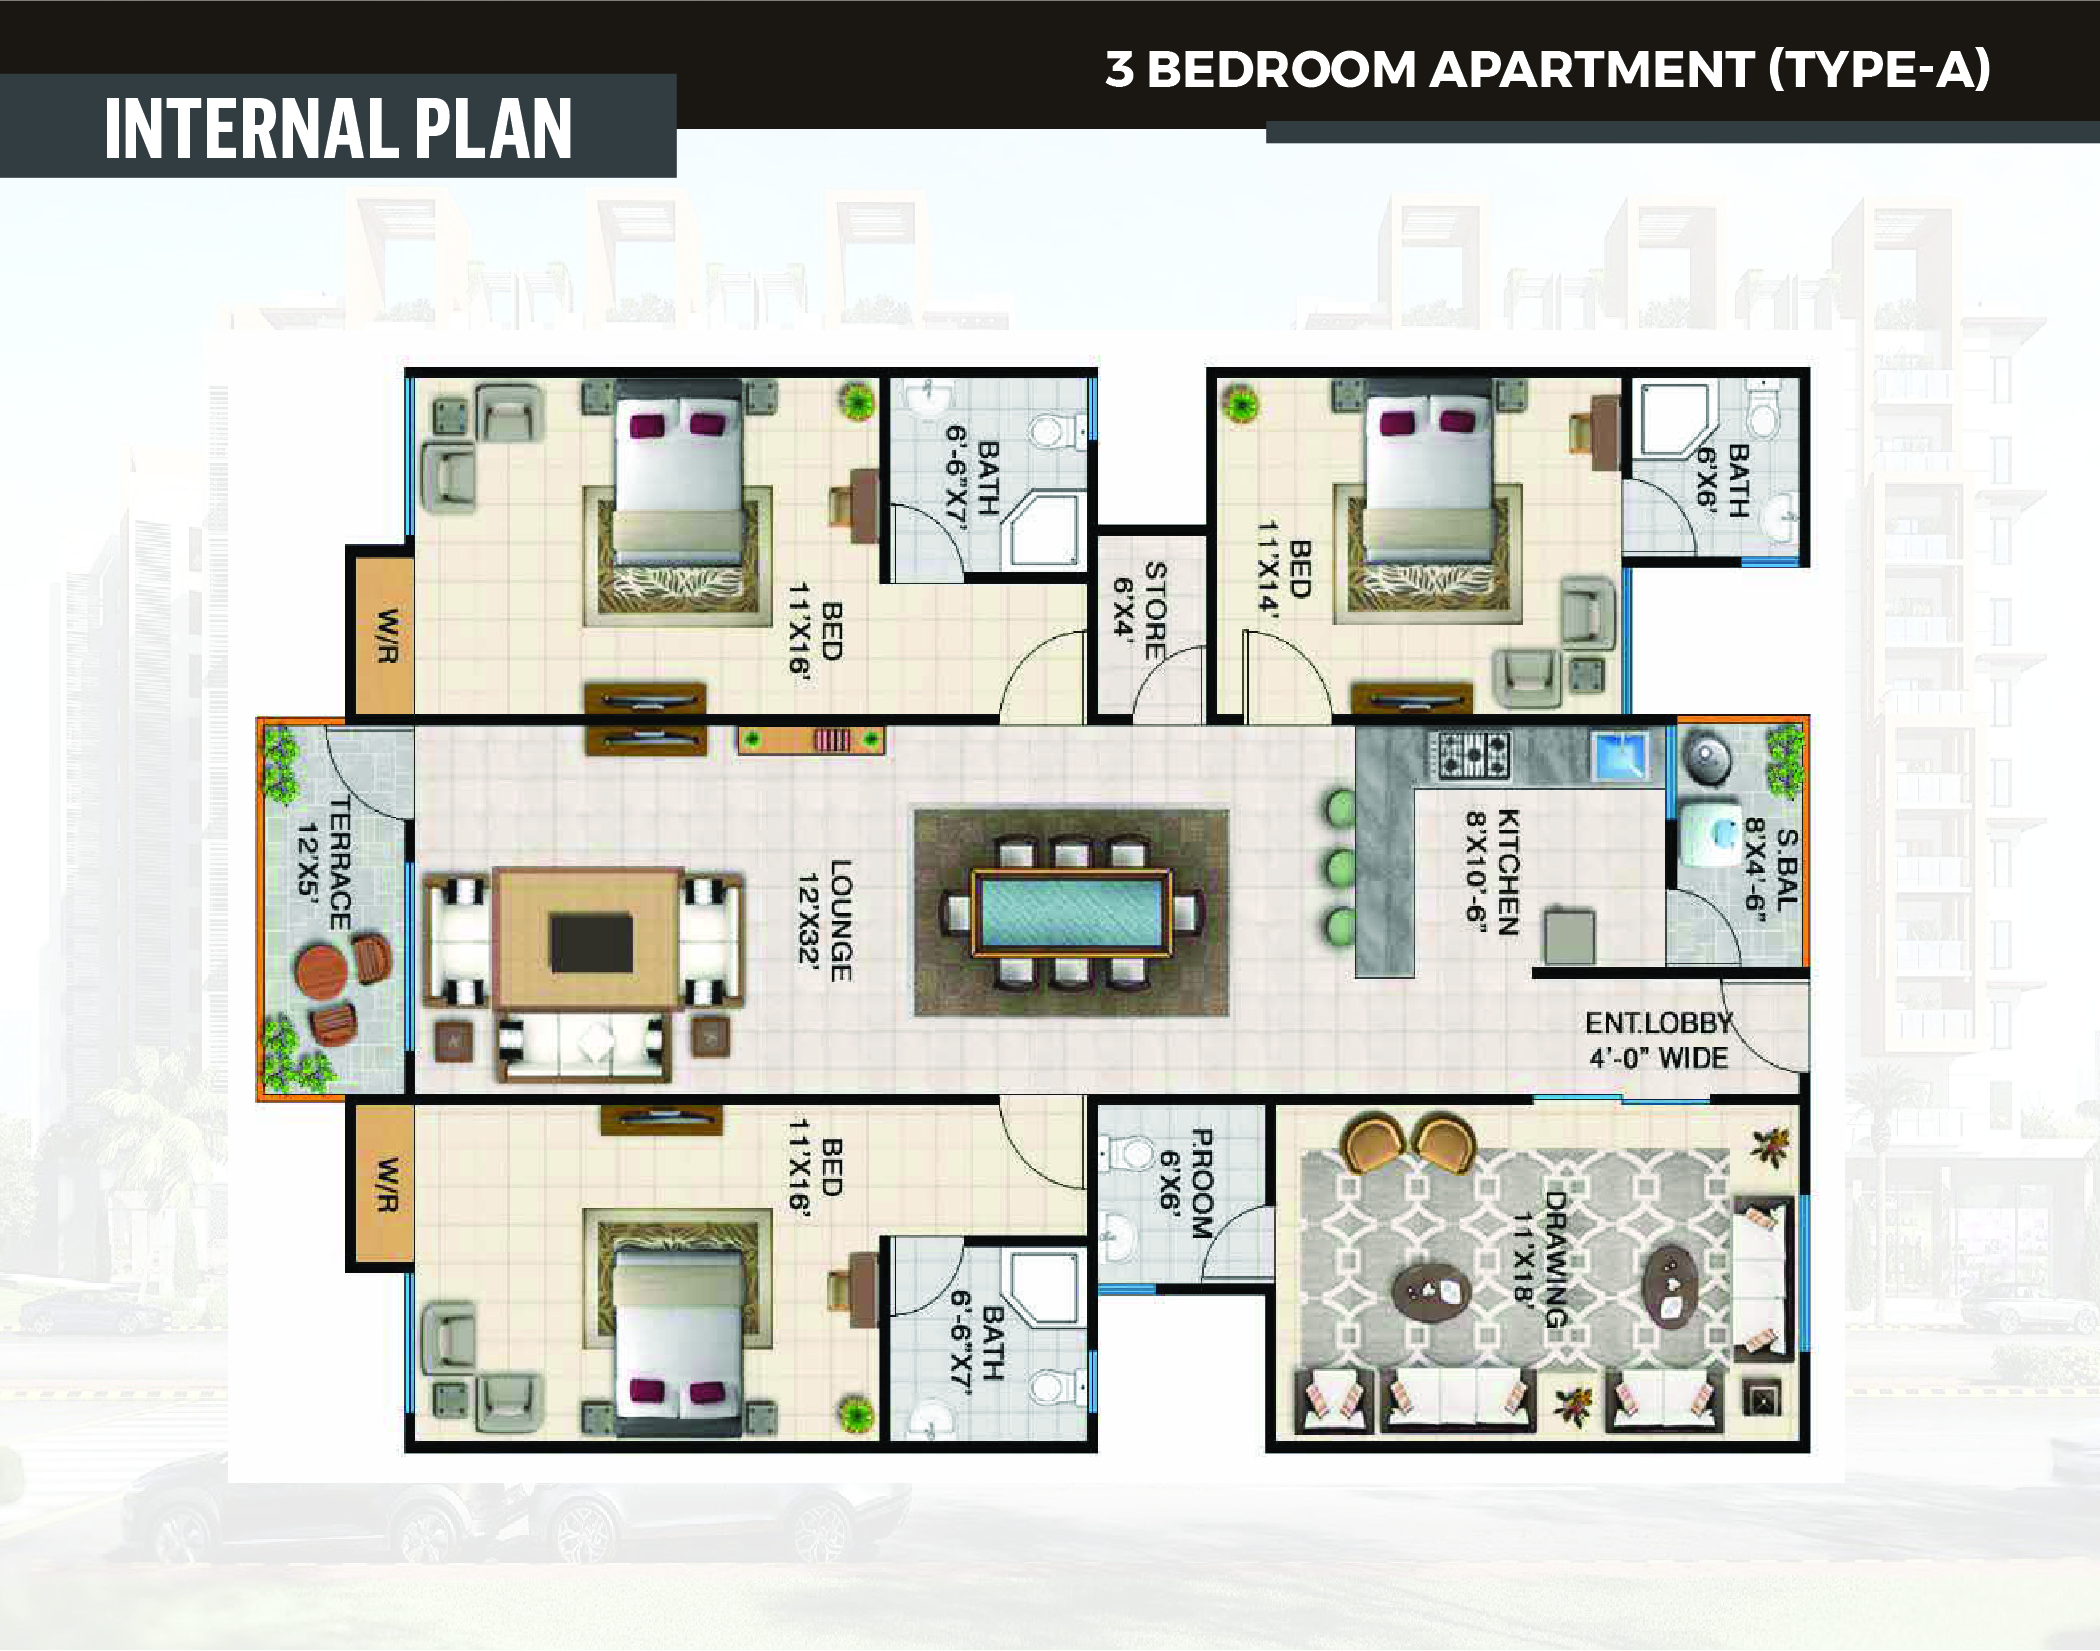 3 BEDROOM APARTMENT (TYPE-A)
INTERNAL PLAN
BATH
6'-6"X7'
BED
11'X16'
W/R
STORE
6'X4'
BED
11'X14'
BATH
6'X6'
TERRACE
12'X5'
LOUNGE
12'X32'
KITCHEN
8'X10'-6"
S.BAL
8'X4'-6"
ENT.LOBBY
4'-0" WIDE
W/R
BED
11'X16'
BATH
6'-6"X7'
P.ROOM
6'X6'
DRAWING
11'X18'